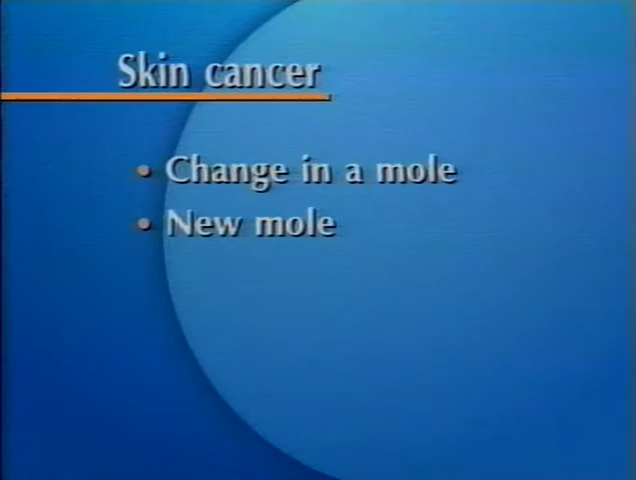 Skin cancer
• Change in a mole
• New mole